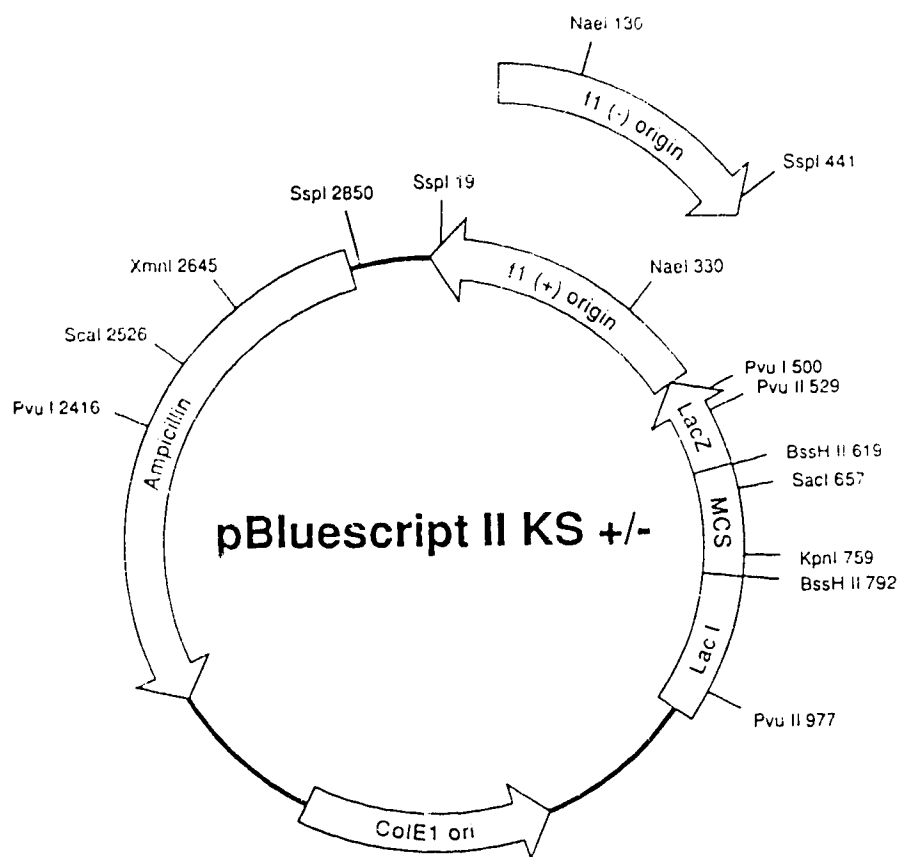 NaeI 130
f1 (-) origin
SspI 441
SspI 19
SspI 2850
XmnI 2645
NaeI 330
f1 (+) origin
ScaI 2526
Pvu I 500
Pvu II 529
Pvu I 2416
LacZ
Ampicillin
BssH II 619
SacI 657
MCS
pBluescript II KS +/-
KpnI 759
BssH II 792
Lac I
Pvu II 977
ColE1 ori